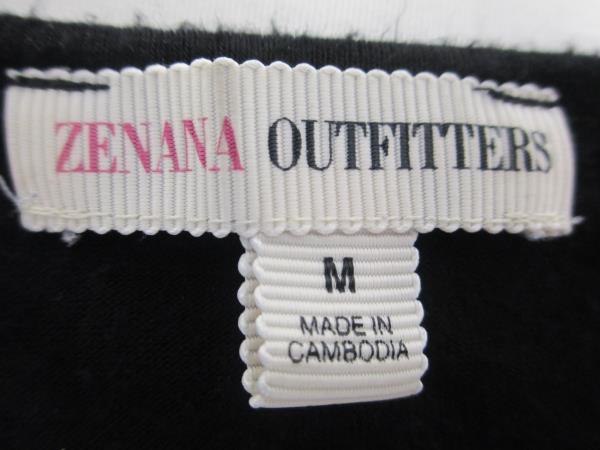 ZENANA OUTFITTERS
M
MADE IN
CAMBODIA